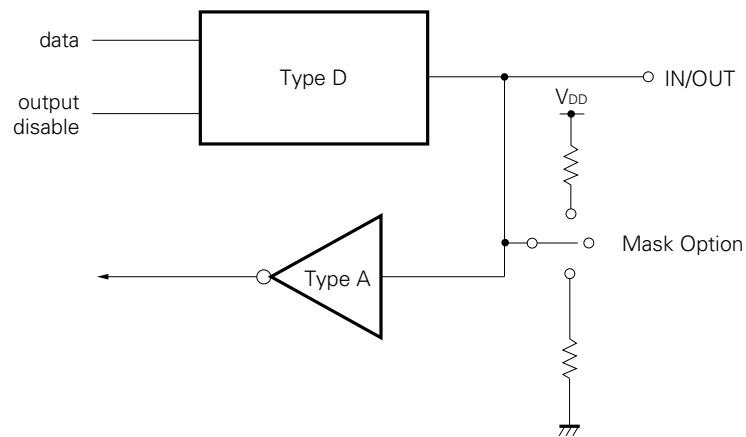 data
Type D
IN/OUT
VDD
output
disable
Mask Option
Type A